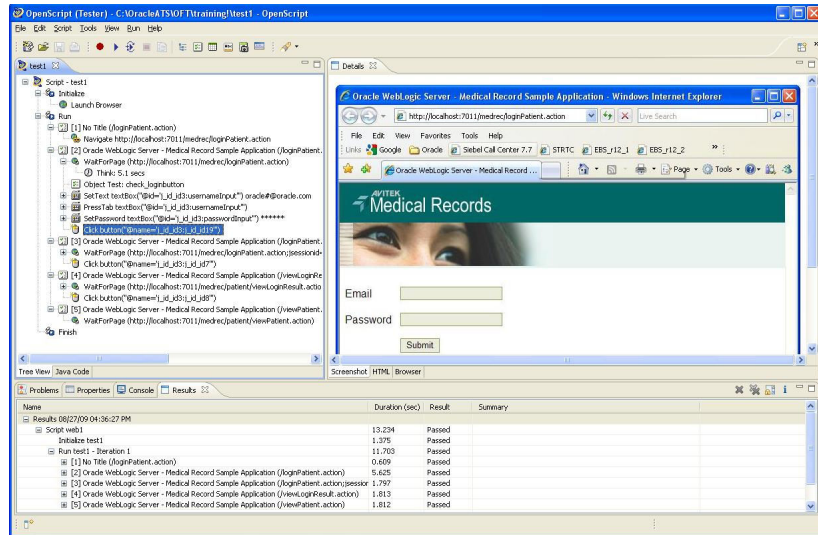 OpenScript (Tester) - C:\OracleATS\OFT\training!\test1 - OpenScript
File Edit Script Tools View Run Help
test1
Script - test1
Initialize
Launch Browser
Run
[1] No Title (/loginPatient.action)
Navigate http://localhost:7011/medrec/loginPatient.action
[2] Oracle WebLogic Server - Medical Record Sample Application (/loginPatient.
WaitForPage (http://localhost:7011/medrec/loginPatient.action)
Think: 5.1 secs
Object Test: check_loginbutton
SetText textBox("@id='j_id_id3:usernameInput'") oracle#@oracle.com
PressTab textBox("@id='j_id_id3:usernameInput'")
SetPassword textBox("@id='j_id_id3:passwordInput'") ******
Click button("@name='j_id_id3:j_id_id19'")
[3] Oracle WebLogic Server - Medical Record Sample Application (/loginPatient.
WaitForPage (http://localhost:7011/medrec/loginPatient.action;jsessionid=
Click button("@name='j_id_id3:j_id_id7'")
[4] Oracle WebLogic Server - Medical Record Sample Application (/viewLoginRe
WaitForPage (http://localhost:7011/medrec/patient/viewLoginResult.actio
Click button("@name='j_id_id3:j_id_id8'")
[5] Oracle WebLogic Server - Medical Record Sample Application (/viewPatient.
WaitForPage (http://localhost:7011/medrec/patient/viewPatient.action)
Finish
Tree View Java Code
Details
Oracle WebLogic Server - Medical Record Sample Application - Windows Internet Explorer
http://localhost:7011/medrec/loginPatient.action Live Search
File Edit View Favorites Tools Help
Links Google Oracle Siebel Call Center 7.7 STRTC EBS_r12_1 EBS_r12_2 »
Oracle WebLogic Server - Medical Record ... Page Tools
AVITEK
Medical Records
Email
Password
Submit
Screenshot HTML Browser
Problems Properties Console Results
Name Duration (sec) Result Summary
Results 08/27/09 04:36:27 PM
Script web1 13.234 Passed
Initialize test1 1.375 Passed
Run test1 - Iteration 1 11.703 Passed
[1] No Title (/loginPatient.action) 0.609 Passed
[2] Oracle WebLogic Server - Medical Record Sample Application (/loginPatient.action) 5.625 Passed
[3] Oracle WebLogic Server - Medical Record Sample Application (/loginPatient.action;jsession 1.797 Passed
[4] Oracle WebLogic Server - Medical Record Sample Application (/viewLoginResult.action) 1.813 Passed
[5] Oracle WebLogic Server - Medical Record Sample Application (/viewPatient.action) 1.812 Passed